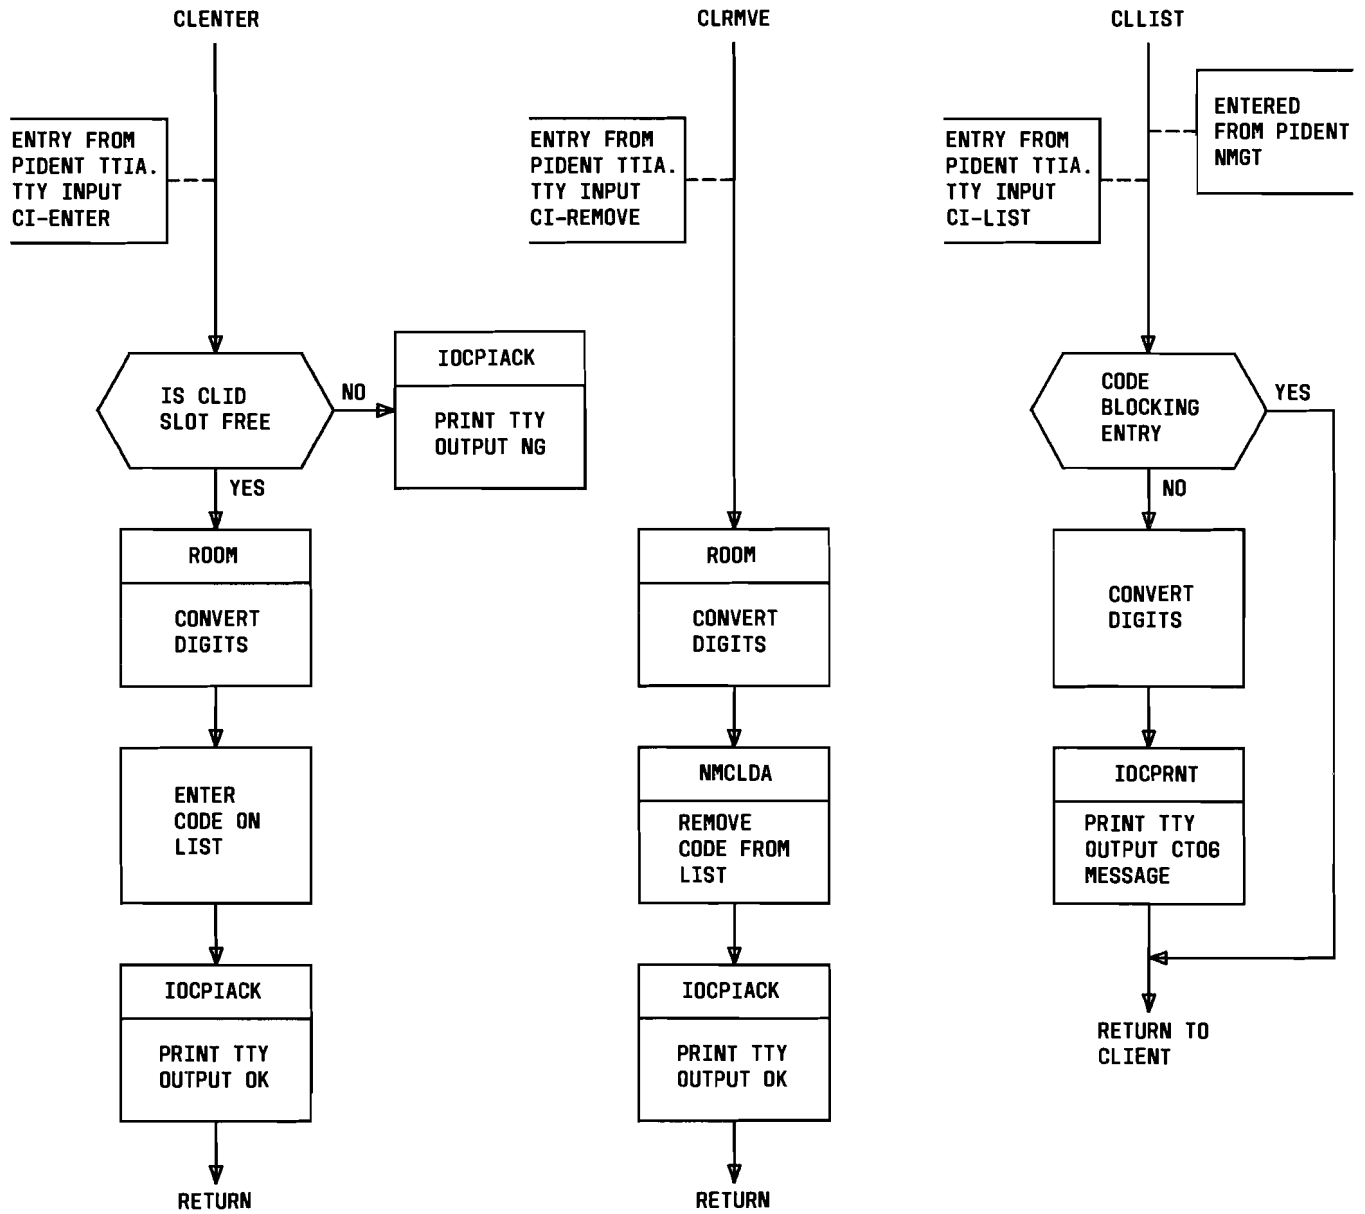 CLENTER
ENTRY FROM
PIDENT TTIA.
TTY INPUT
CI-ENTER
IS CLID
SLOT FREE
NO
IOCPIACK
PRINT TTY
OUTPUT NG
YES
ROOM
CONVERT
DIGITS
ENTER
CODE ON
LIST
IOCPIACK
PRINT TTY
OUTPUT OK
RETURN
CLRMVE
ENTRY FROM
PIDENT TTIA.
TTY INPUT
CI-REMOVE
ROOM
CONVERT
DIGITS
NMCLDA
REMOVE
CODE FROM
LIST
IOCPIACK
PRINT TTY
OUTPUT OK
RETURN
CLLIST
ENTERED
FROM PIDENT
NMGT
ENTRY FROM
PIDENT TTIA.
TTY INPUT
CI-LIST
CODE
BLOCKING
ENTRY
YES
NO
CONVERT
DIGITS
IOCPRNT
PRINT TTY
OUTPUT CT06
MESSAGE
RETURN TO
CLIENT